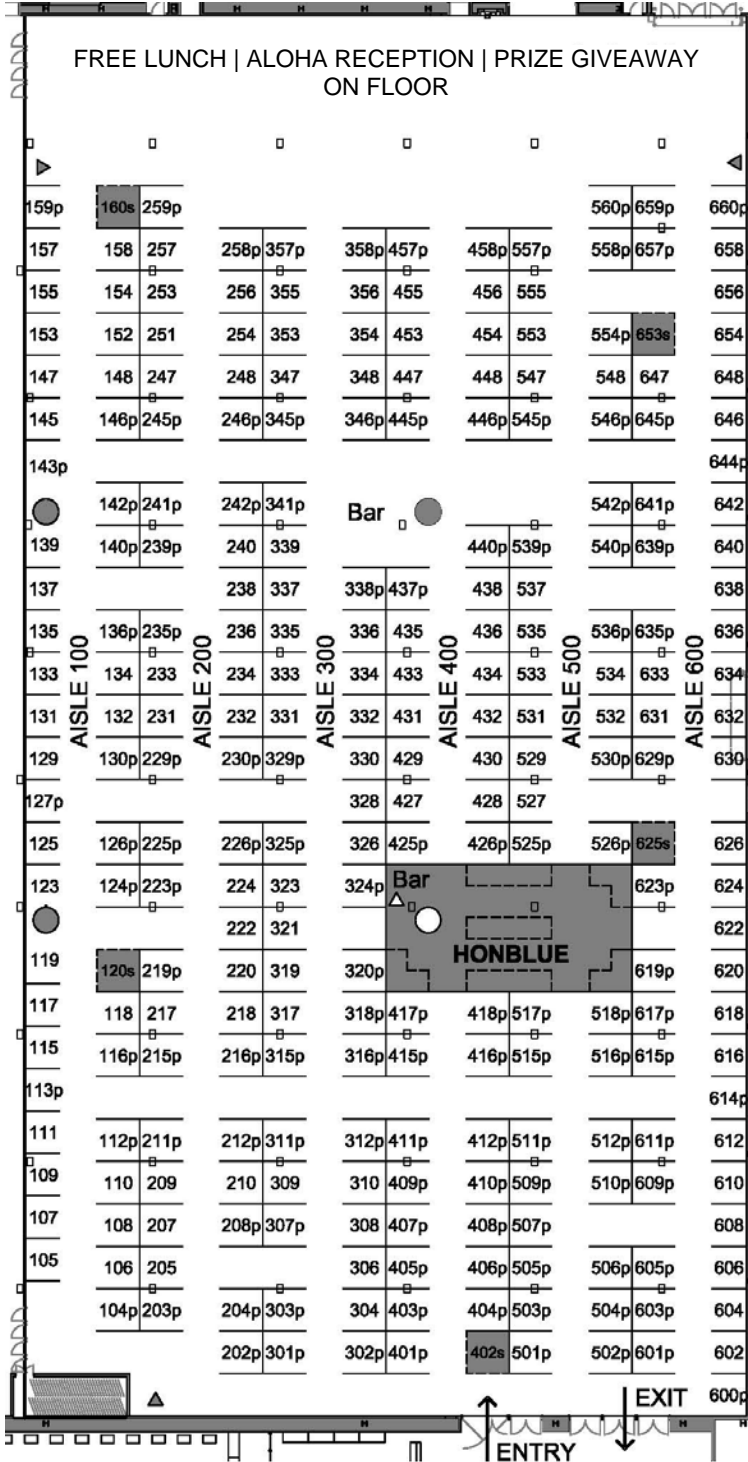 FREE LUNCH | ALOHA RECEPTION | PRIZE GIVEAWAY
ON FLOOR
159p 160s 259p 560p 659p 660p
157 158 257 258p 357p 358p 457p 458p 557p 558p 657p 658
155 154 253 256 355 356 455 456 555 656
153 152 251 254 353 354 453 454 553 554p 653s 654
147 148 247 248 347 348 447 448 547 548 647 648
145 146p 245p 246p 345p 346p 445p 446p 545p 546p 645p 646
143p 644p
142p 241p 242p 341p Bar 542p 641p 642
139 140p 239p 240 339 440p 539p 540p 639p 640
137 238 337 338p 437p 438 537 638
135 136p 235p 236 335 336 435 436 535 536p 635p 636
133 134 233 234 333 334 433 434 533 534 633 634
131 132 231 232 331 332 431 432 531 532 631 632
AISLE 100 AISLE 200 AISLE 300 AISLE 400 AISLE 500 AISLE 600
129 130p 229p 230p 329p 330 429 430 529 530p 629p 630
127p 328 427 428 527
125 126p 225p 226p 325p 326 425p 426p 525p 526p 625s 626
123 124p 223p 224 323 324p Bar 623p 624
222 321 622
HONBLUE
119 120s 219p 220 319 320p 619p 620
117 118 217 218 317 318p 417p 418p 517p 518p 617p 618
115 116p 215p 216p 315p 316p 415p 416p 515p 516p 615p 616
113p 614p
111 112p 211p 212p 311p 312p 411p 412p 511p 512p 611p 612
109 110 209 210 309 310 409p 410p 509p 510p 609p 610
107 108 207 208p 307p 308 407p 408p 507p 608
105 106 205 306 405p 406p 505p 506p 605p 606
104p 203p 204p 303p 304 403p 404p 503p 504p 603p 604
202p 301p 302p 401p 402s 501p 502p 601p 602
EXIT 600p
ENTRY